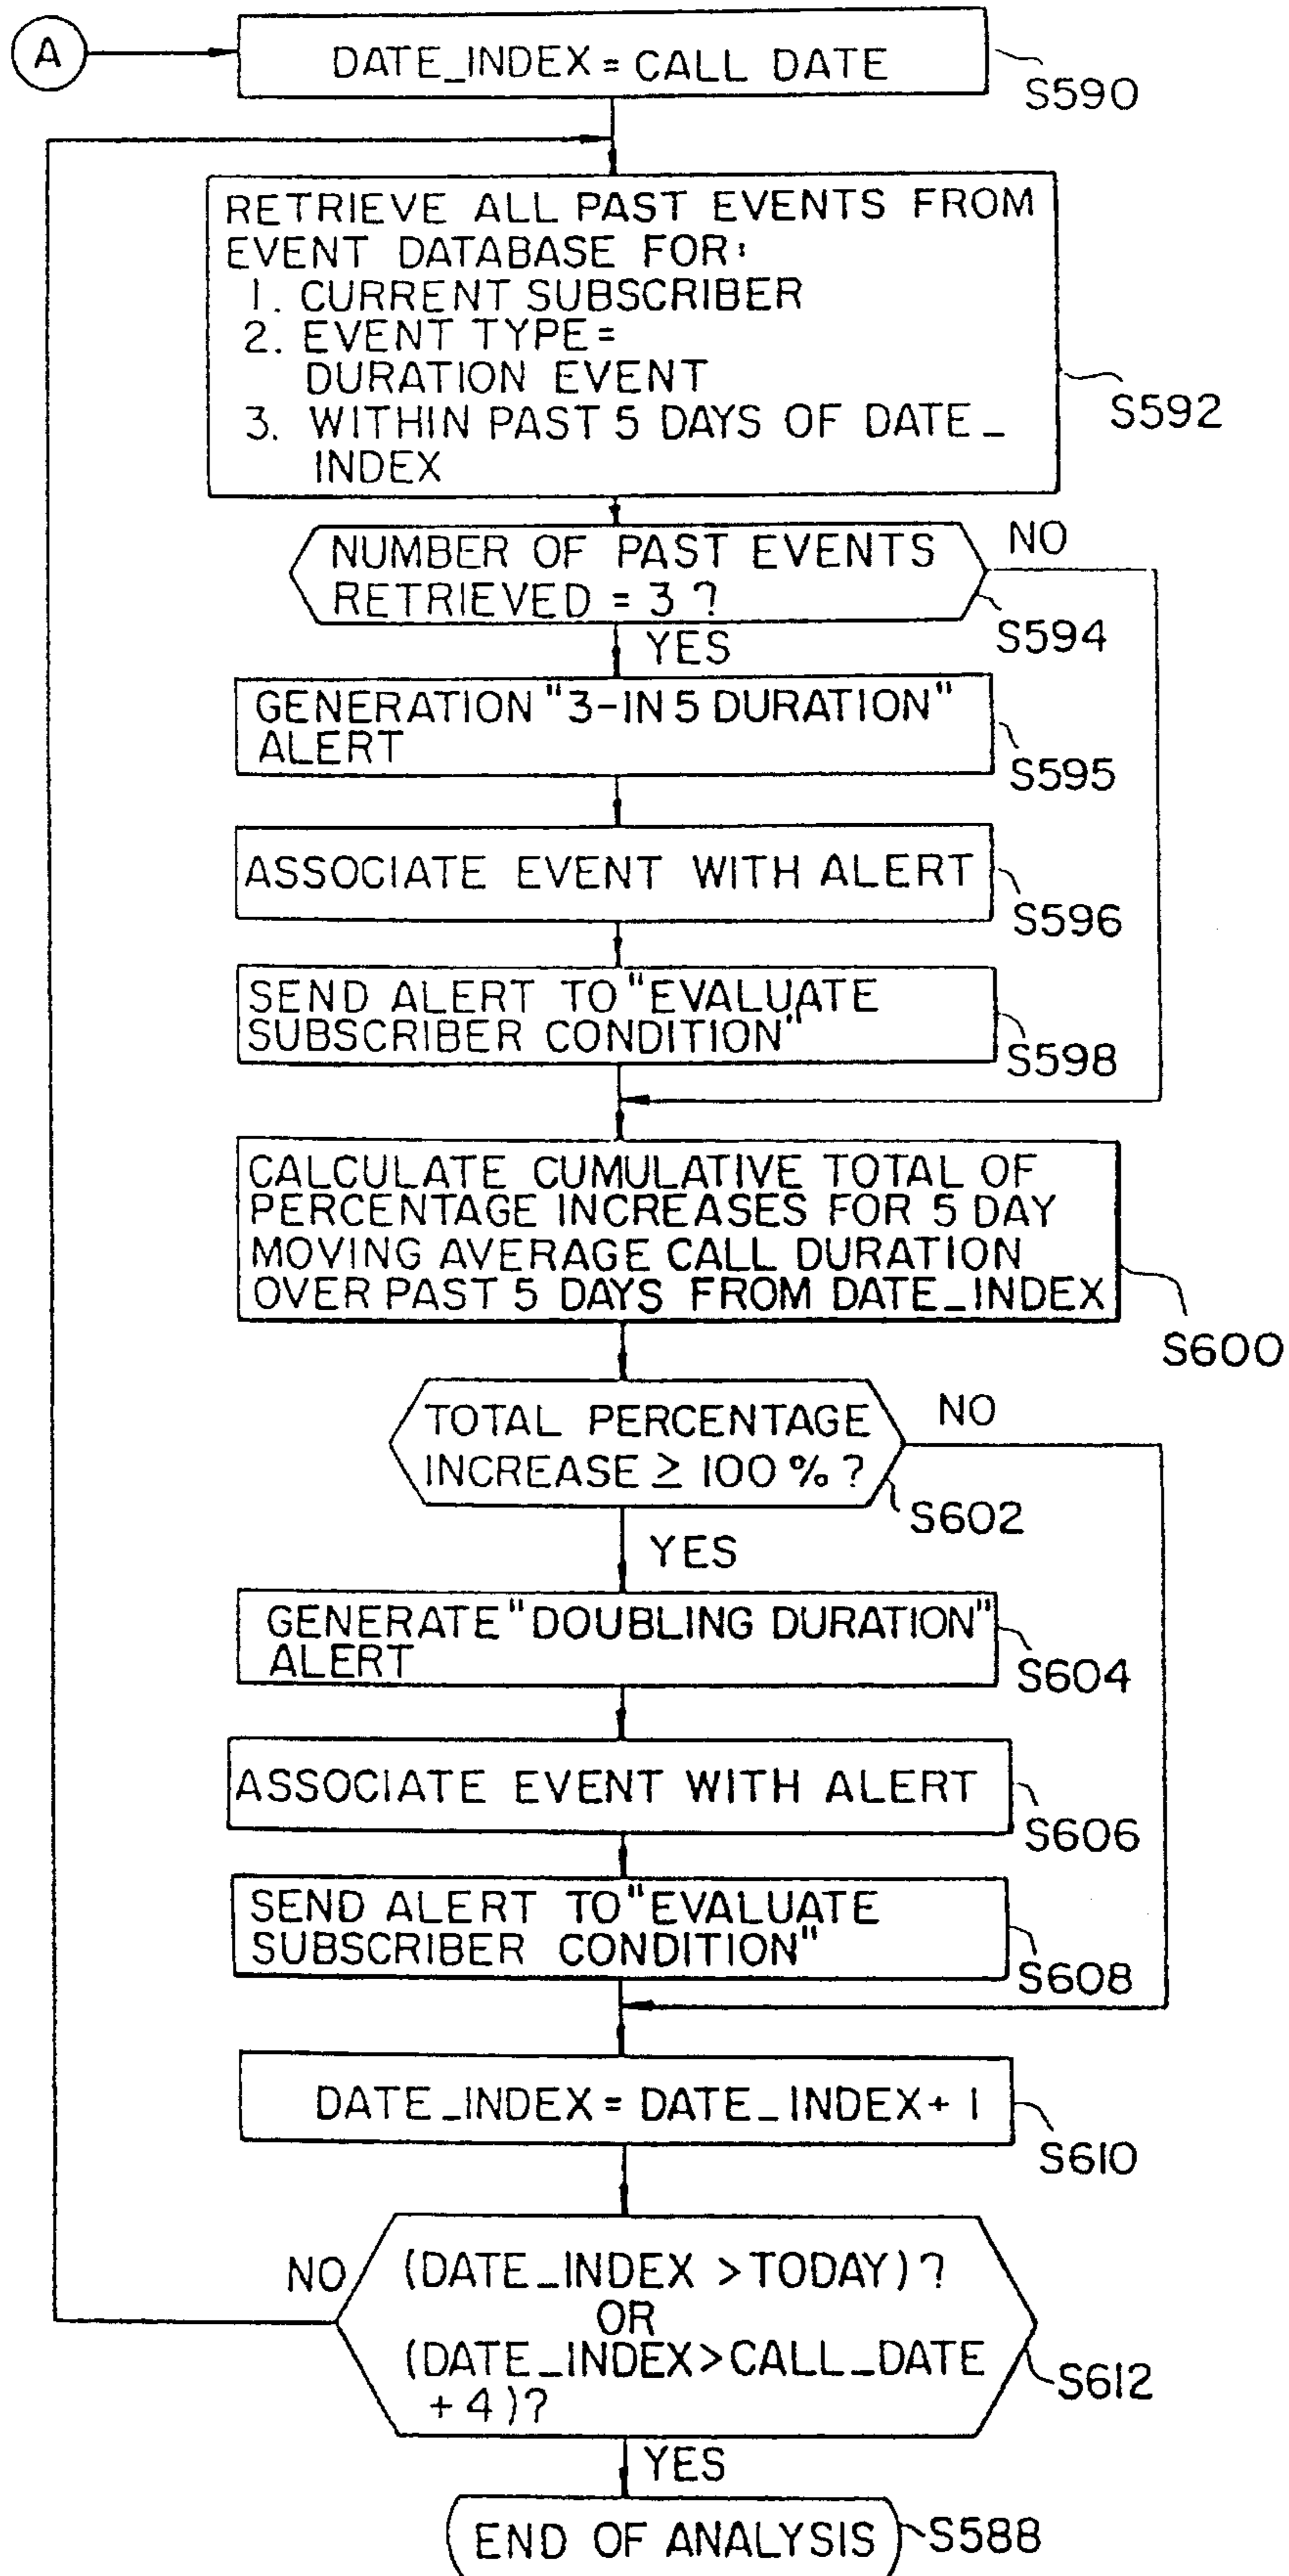 A
DATE_INDEX = CALL DATE
S590
RETRIEVE ALL PAST EVENTS FROM
EVENT DATABASE FOR:
1. CURRENT SUBSCRIBER
2. EVENT TYPE=
DURATION EVENT
3. WITHIN PAST 5 DAYS OF DATE_
INDEX
S592
NUMBER OF PAST EVENTS
RETRIEVED = 3 ?
NO
S594
YES
GENERATION "3-IN 5 DURATION"
ALERT
S595
ASSOCIATE EVENT WITH ALERT
S596
SEND ALERT TO "EVALUATE
SUBSCRIBER CONDITION"
S598
CALCULATE CUMULATIVE TOTAL OF
PERCENTAGE INCREASES FOR 5 DAY
MOVING AVERAGE CALL DURATION
OVER PAST 5 DAYS FROM DATE_INDEX
S600
TOTAL PERCENTAGE
INCREASE ≥ 100 % ?
NO
S602
YES
GENERATE "DOUBLING DURATION"
ALERT
S604
ASSOCIATE EVENT WITH ALERT
S606
SEND ALERT TO "EVALUATE
SUBSCRIBER CONDITION"
S608
DATE_INDEX = DATE_INDEX + 1
S610
NO
(DATE_INDEX > TODAY) ?
OR
(DATE_INDEX > CALL_DATE
+ 4 ) ?
S612
YES
END OF ANALYSIS
S588